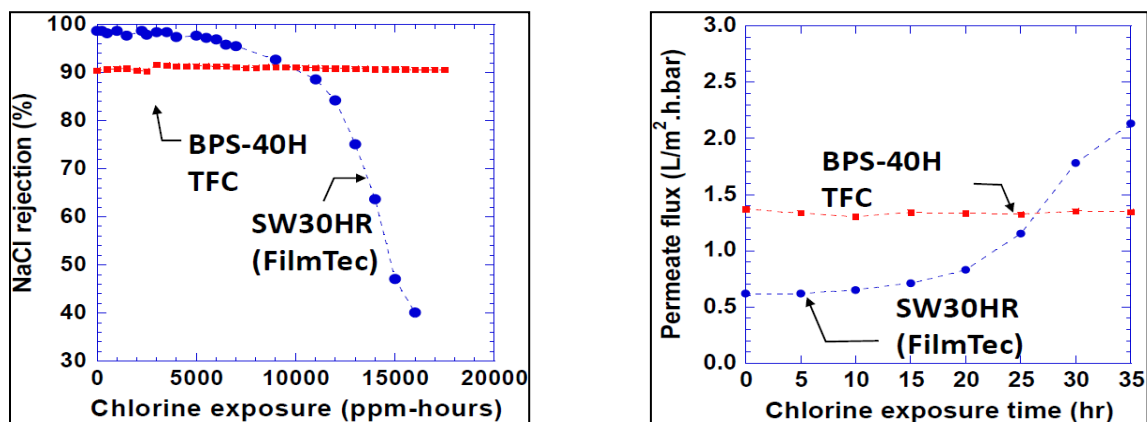 NaCl rejection (%)
100
90
80
70
60
50
40
30
BPS-40H
TFC
SW30HR
(FilmTec)
0
5000
10000
15000
20000
Chlorine exposure (ppm-hours)
Permeate flux (L/m².h.bar)
3.0
2.5
2.0
1.5
1.0
0.5
0.0
BPS-40H
TFC
SW30HR
(FilmTec)
0
5
10
15
20
25
30
35
Chlorine exposure time (hr)